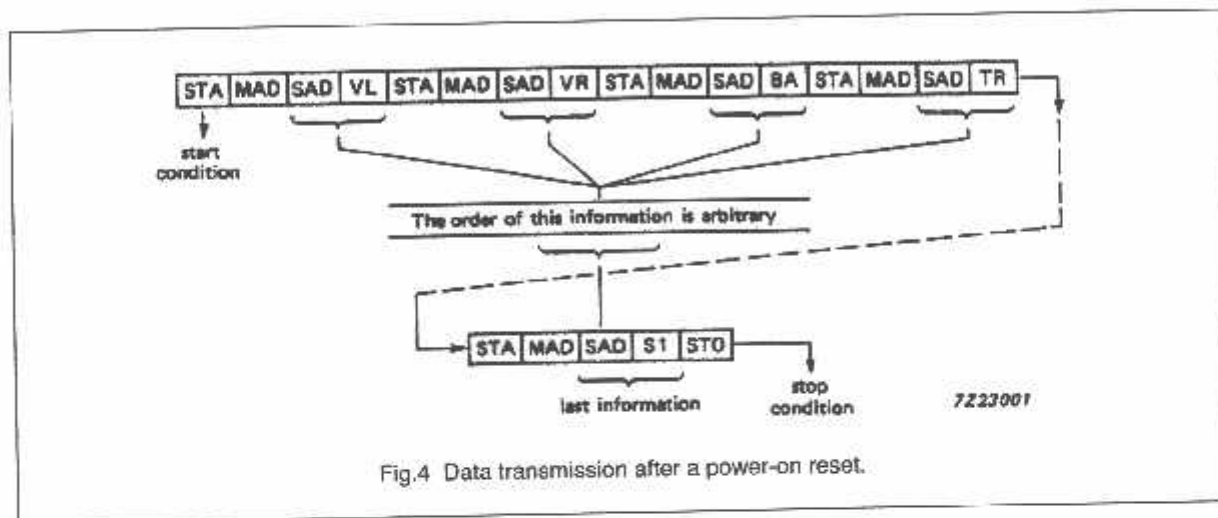 STA MAD SAD VL STA MAD SAD VR STA MAD SAD BA STA MAD SAD TR
start
condition
The order of this information is arbitrary
STA MAD SAD S1 STO
last information
stop
condition
7Z23001
Fig.4 Data transmission after a power-on reset.